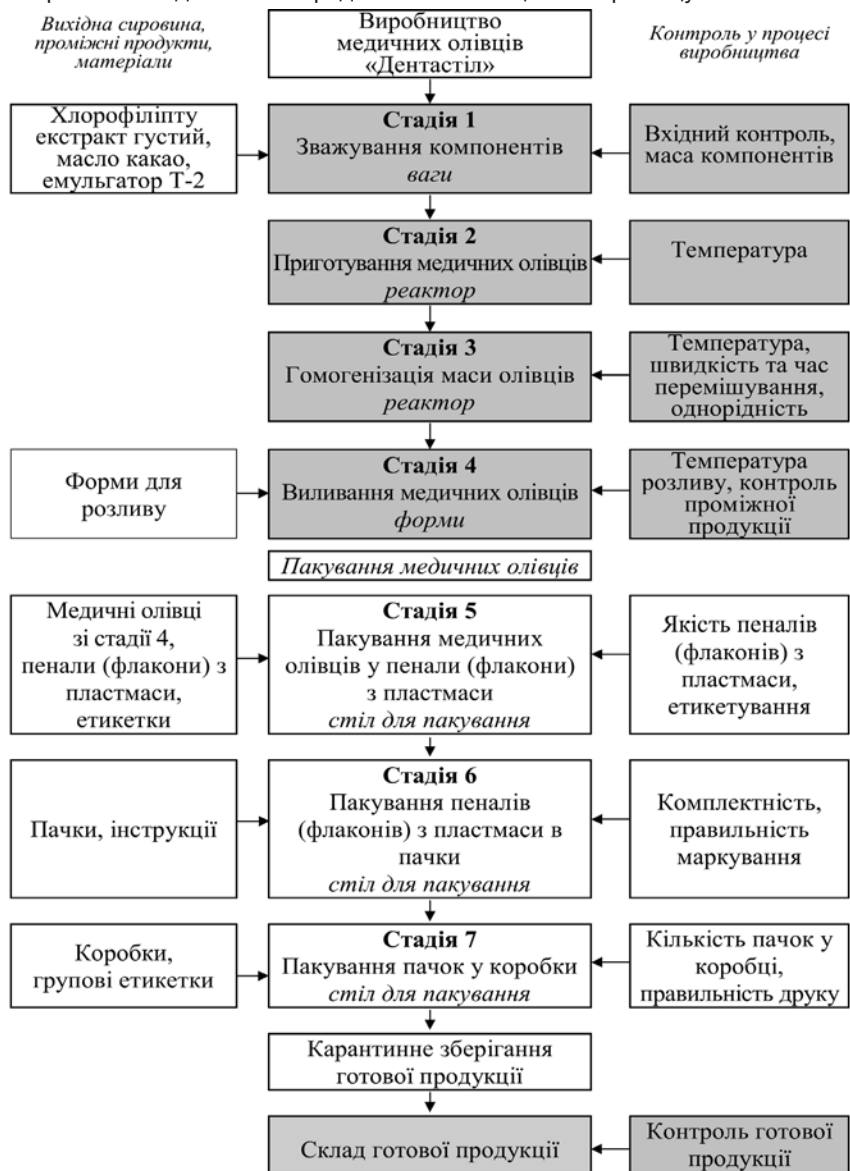 Вихідна сировина,
проміжні продукти,
матеріали
Виробництво
медичних олівців
«Дентастіл»
Контроль у процесі
виробництва
Хлорофіліпту
екстракт густий,
масло какао,
емульгатор Т-2
Стадія 1
Зважування компонентів
ваги
Вхідний контроль,
маса компонентів
Стадія 2
Приготування медичних олівців
реактор
Температура
Стадія 3
Гомогенізація маси олівців
реактор
Температура,
швидкість та час
перемішування,
однорідність
Форми для
розливу
Стадія 4
Виливання медичних олівців
форми
Температура
розливу, контроль
проміжної
продукції
Пакування медичних олівців
Медичні олівці
зі стадії 4,
пенали (флакони) з
пластмаси,
етикетки
Стадія 5
Пакування медичних
олівців у пенали (флакони)
з пластмаси
стіл для пакування
Якість пеналів
(флаконів) з
пластмаси,
етикетування
Пачки, інструкції
Стадія 6
Пакування пеналів
(флаконів) з пластмаси в
пачки
стіл для пакування
Комплектність,
правильність
маркування
Коробки,
групові етикетки
Стадія 7
Пакування пачок у коробки
стіл для пакування
Кількість пачок у
коробці,
правильність друку
Карантинне зберігання
готової продукції
Склад готової продукції
Контроль готової
продукції